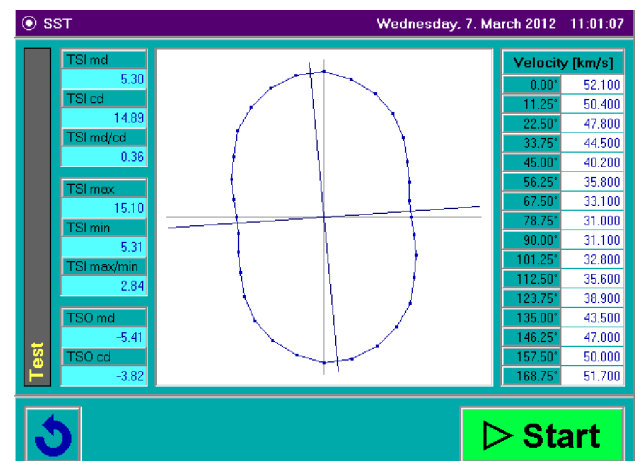 SST Wednesday, 7. March 2012 11:01:07
TSI md
5.30
TSI cd
14.89
TSI md/cd
0.36
TSI max
15.10
TSI min
5.31
TSI max/min
2.84
TSO md
-5.41
TSO cd
-3.82
Test
Velocity [km/s]
0.00° 52.100
11.25° 50.400
22.50° 47.800
33.75° 44.500
45.00° 40.200
56.25° 35.800
67.50° 33.100
78.75° 31.000
90.00° 31.100
101.25° 32.800
112.50° 35.600
123.75° 38.900
135.00° 43.500
146.25° 47.000
157.50° 50.000
168.75° 51.700
Start